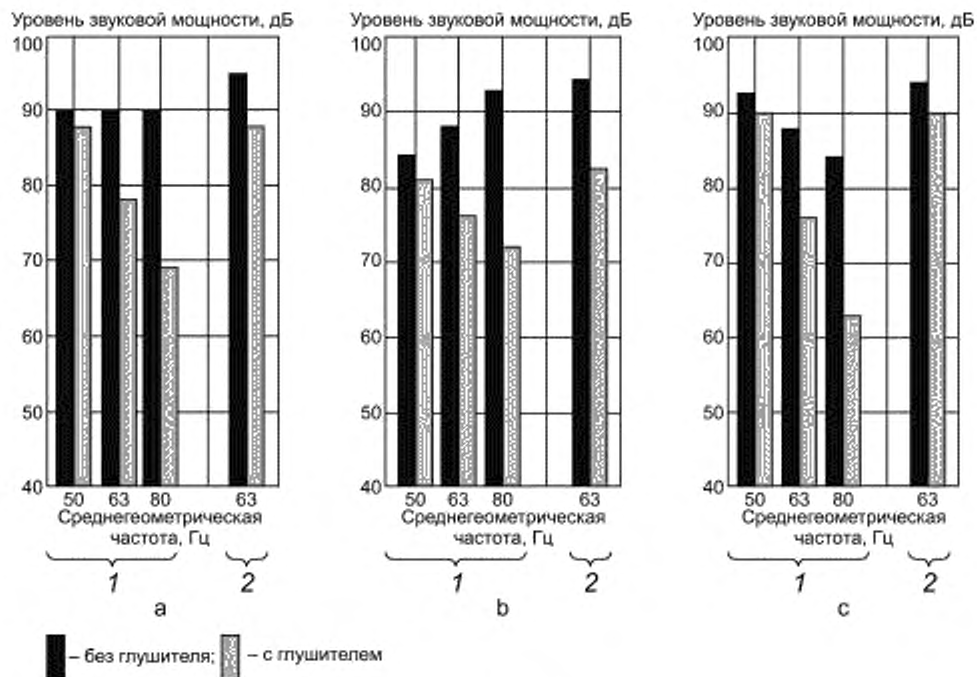 Уровень звуковой мощности, дБ
100
90
80
70
60
50
40
50 63 80 63
Среднегеометрическая
частота, Гц
1 2
a
Уровень звуковой мощности, дБ
100
90
80
70
60
50
40
50 63 80 63
Среднегеометрическая
частота, Гц
1 2
b
Уровень звуковой мощности, дБ
100
90
80
70
60
50
40
50 63 80 63
Среднегеометрическая
частота, Гц
1 2
c
– без глушителя; – с глушителем